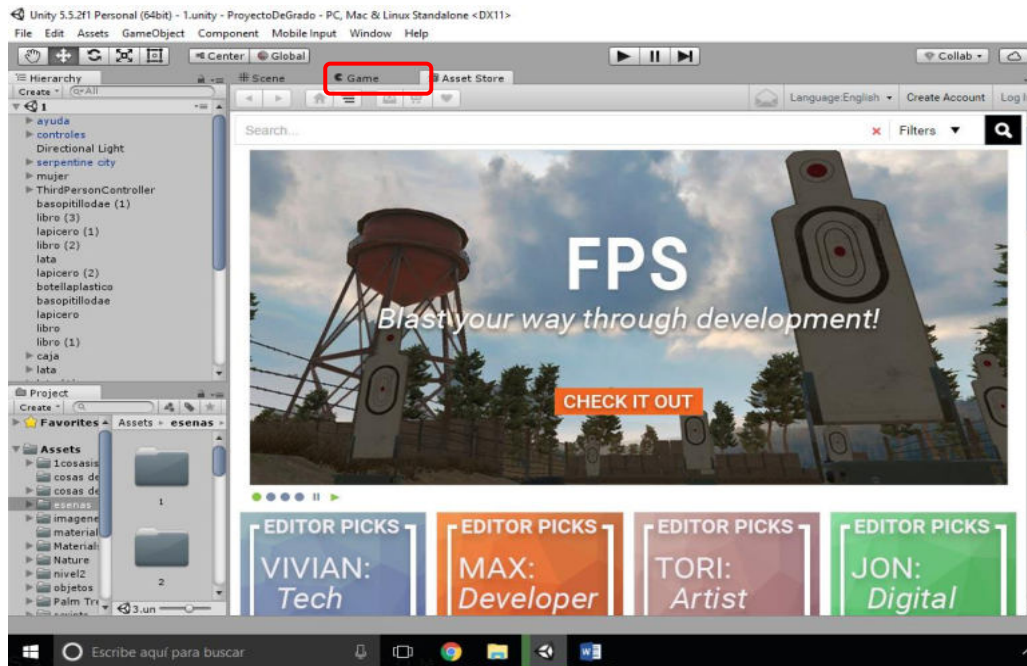 Unity 5.5.2f1 Personal (64bit) - 1.unity - ProyectoDeGrado - PC, Mac & Linux Standalone <DX11>
File Edit Assets GameObject Component Mobile Input Window Help
Center Global Collab
Hierarchy Scene Game Asset Store
Create All
1
ayuda
controles
Directional Light
serpentine city
mujer
ThirdPersonController
basopitillodae (1)
libro (3)
lapicero (1)
libro (2)
lata
lapicero (2)
botellaplastico
basopitillodae
lapicero
libro
libro (1)
caja
lata
Language:English Create Account Log I
Search... Filters
FPS
Blast your way through development!
CHECK IT OUT
EDITOR PICKS
VIVIAN:
Tech
EDITOR PICKS
MAX:
Developer
EDITOR PICKS
TORI:
Artist
EDITOR PICKS
JON:
Digital
Project
Create
Favorites Assets esenas
Assets
1cosasis
cosas de
cosas de
esenas
imagene
material
Material
Nature
nivel2
objetos
Palm Tr
1
2
3.un
Escribe aquí para buscar